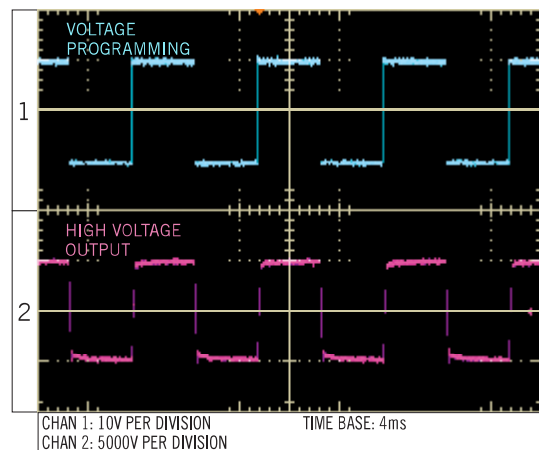 VOLTAGE
PROGRAMMING
1
HIGH VOLTAGE
OUTPUT
2
CHAN 1: 10V PER DIVISION
TIME BASE: 4ms
CHAN 2: 5000V PER DIVISION